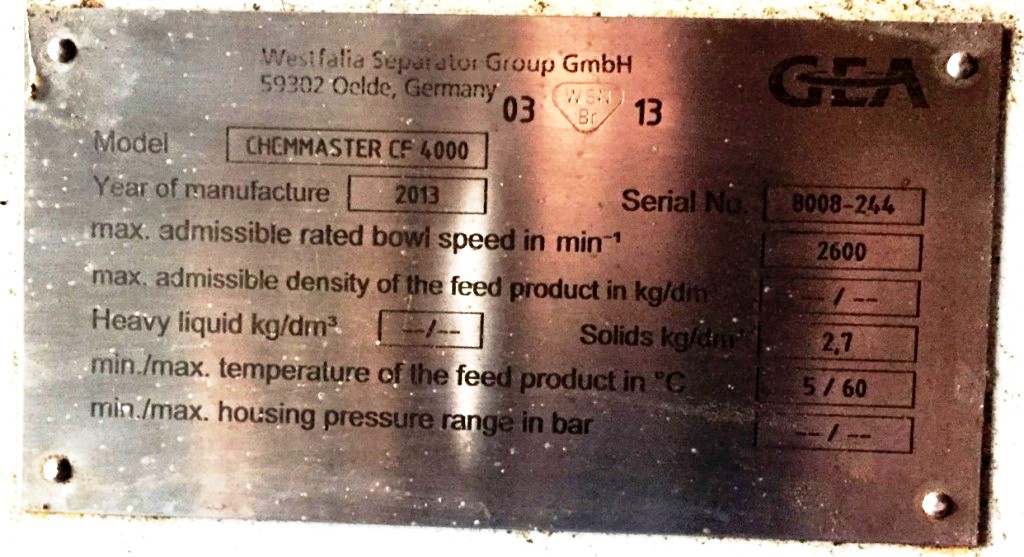 Westfalia Separator Group GmbH
GEA
59302 Oelde, Germany
03 WSN Br 13
Model CHEMMASTER CF 4000
Year of manufacture 2013 Serial No. 8008-244
max. admissible rated bowl speed in min⁻¹ 2600
max. admissible density of the feed product in kg/dm³ --/--
Heavy liquid kg/dm³ --/-- Solids kg/dm³ 2,7
min./max. temperature of the feed product in °C 5/60
min./max. housing pressure range in bar --/--